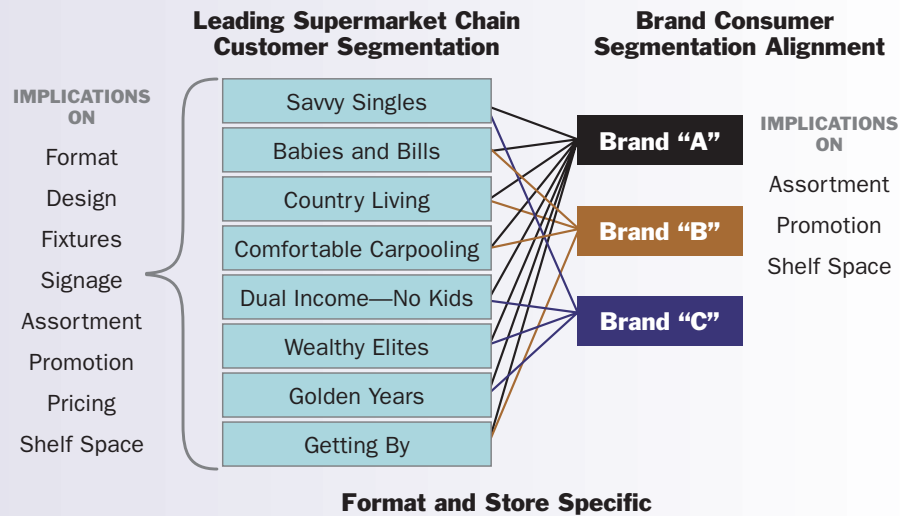 Leading Supermarket Chain
Customer Segmentation
Brand Consumer
Segmentation Alignment
IMPLICATIONS
ON
Format
Design
Fixtures
Signage
Assortment
Promotion
Pricing
Shelf Space
Savvy Singles
Babies and Bills
Country Living
Comfortable Carpooling
Dual Income—No Kids
Wealthy Elites
Golden Years
Getting By
Brand “A”
Brand “B”
Brand “C”
IMPLICATIONS
ON
Assortment
Promotion
Shelf Space
Format and Store Specific